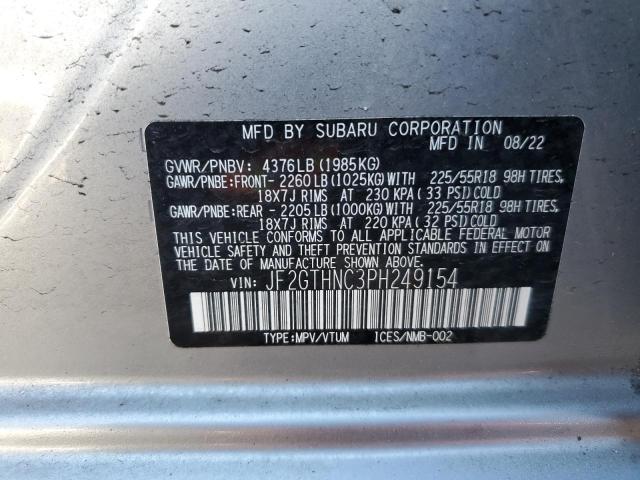 MFD BY SUBARU CORPORATION
MFD IN 08/22
GVWR/PNBV: 4376LB(1985KG)
GAWR/PNBE:FRONT- 2260LB(1025KG)WITH 225/55R18 98H TIRES,
18X7J RIMS AT 230 KPA(33 PSI)COLD
GAWR/PNBE:REAR - 2205LB(1000KG)WITH 225/55R18 98H TIRES,
18X7J RIMS AT 220 KPA(32 PSI)COLD
THIS VEHICLE CONFORMS TO ALL APPLICABLE FEDERAL MOTOR
VEHICLE SAFETY AND THEFT PREVENTION STANDARDS IN EFFECT ON
THE DATE OF MANUFACTURE SHOWN ABOVE.
VIN: JF2GTHNC3PH249154
TYPE:MPV/VTUM ICES/NMB-002